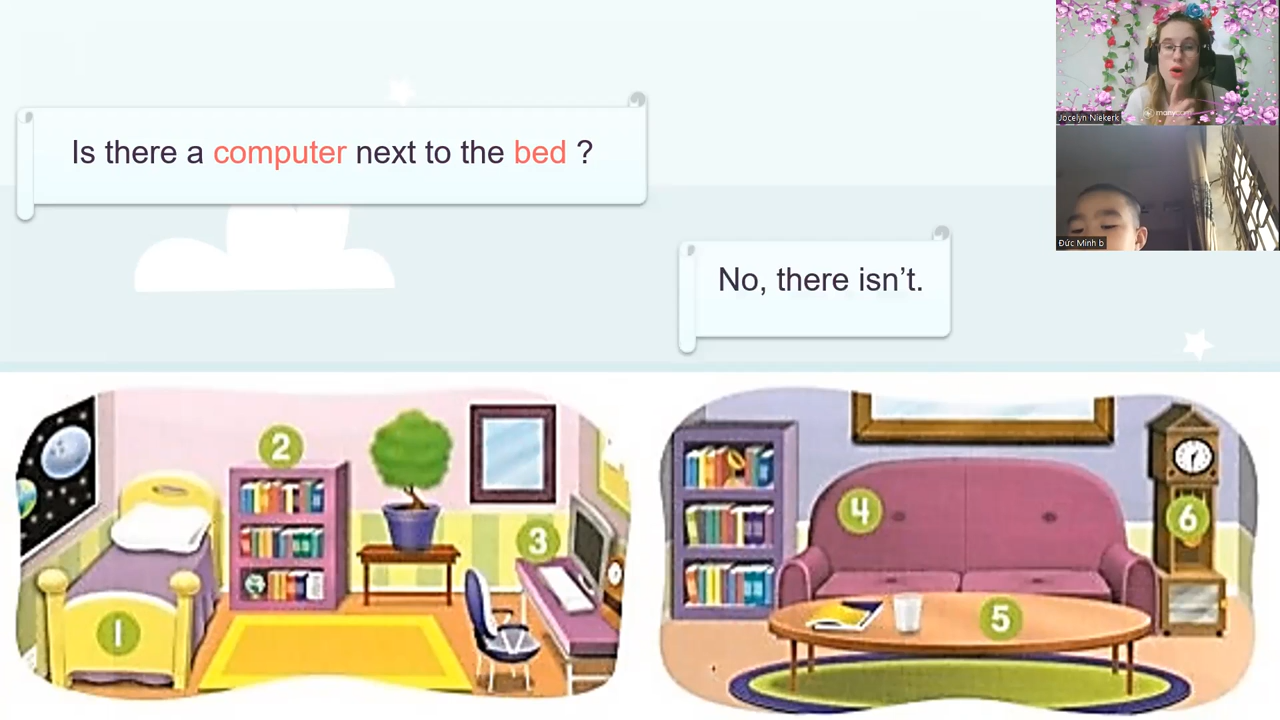 Is there a computer next to the bed ?
Jocelyn Niekerk
Đức Minh b
No, there isn't.
2
3
1
4
6
5